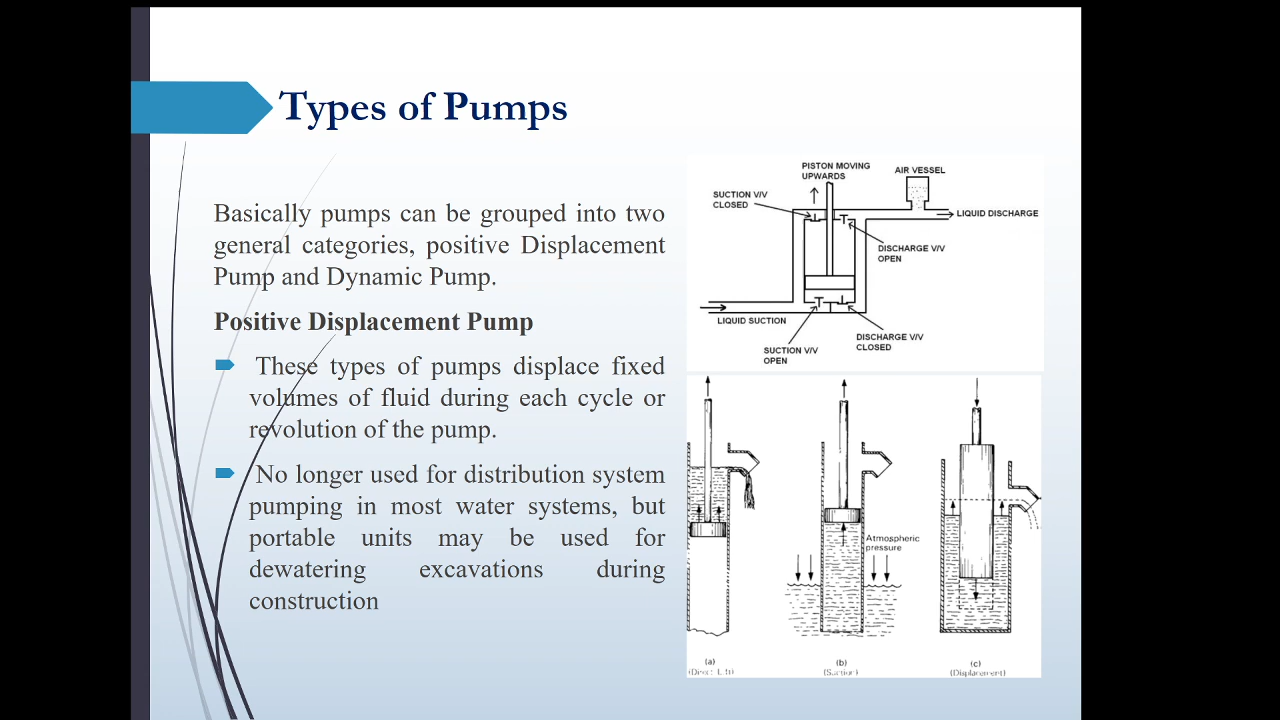 Types of Pumps
Basically pumps can be grouped into two
general categories, positive Displacement
Pump and Dynamic Pump.
Positive Displacement Pump
These types of pumps displace fixed
volumes of fluid during each cycle or
revolution of the pump.
No longer used for distribution system
pumping in most water systems, but
portable units may be used for
dewatering excavations during
construction
PISTON MOVING
UPWARDS
AIR VESSEL
SUCTION V/V
CLOSED
LIQUID DISCHARGE
DISCHARGE V/V
OPEN
LIQUID SUCTION
SUCTION V/V
OPEN
DISCHARGE V/V
CLOSED
Atmospheric
pressure
(a)
(Direct Lift)
(b)
(Suction)
(c)
(Displacement)